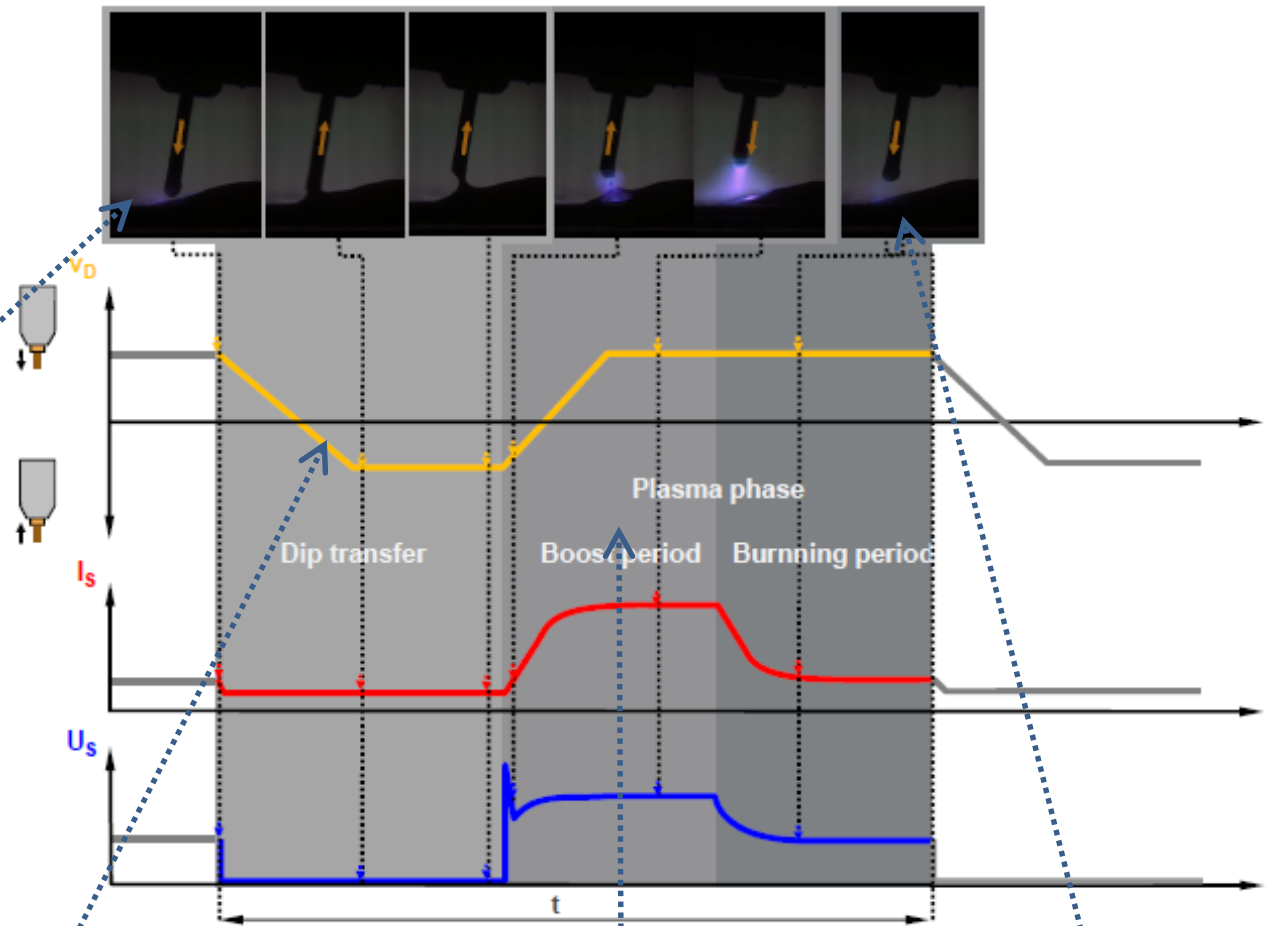 vD
Plasma phase
Dip transfer
Boost period
Burnning period
IS
US
t